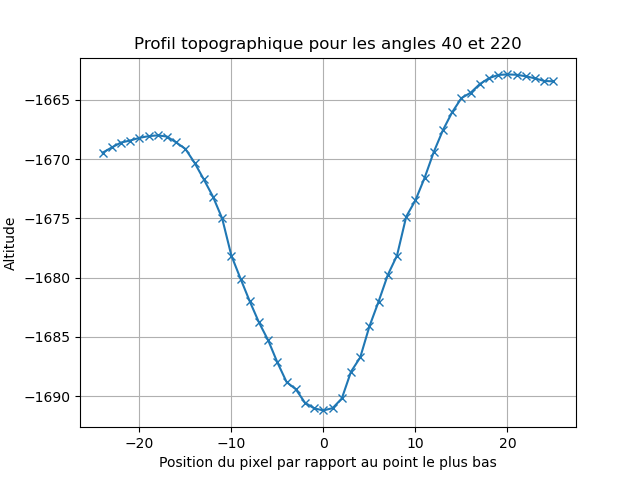 Profil topographique pour les angles 40 et 220
−1665
−1670
−1675
−1680
−1685
−1690
Altitude
−20 −10 0 10 20
Position du pixel par rapport au point le plus bas